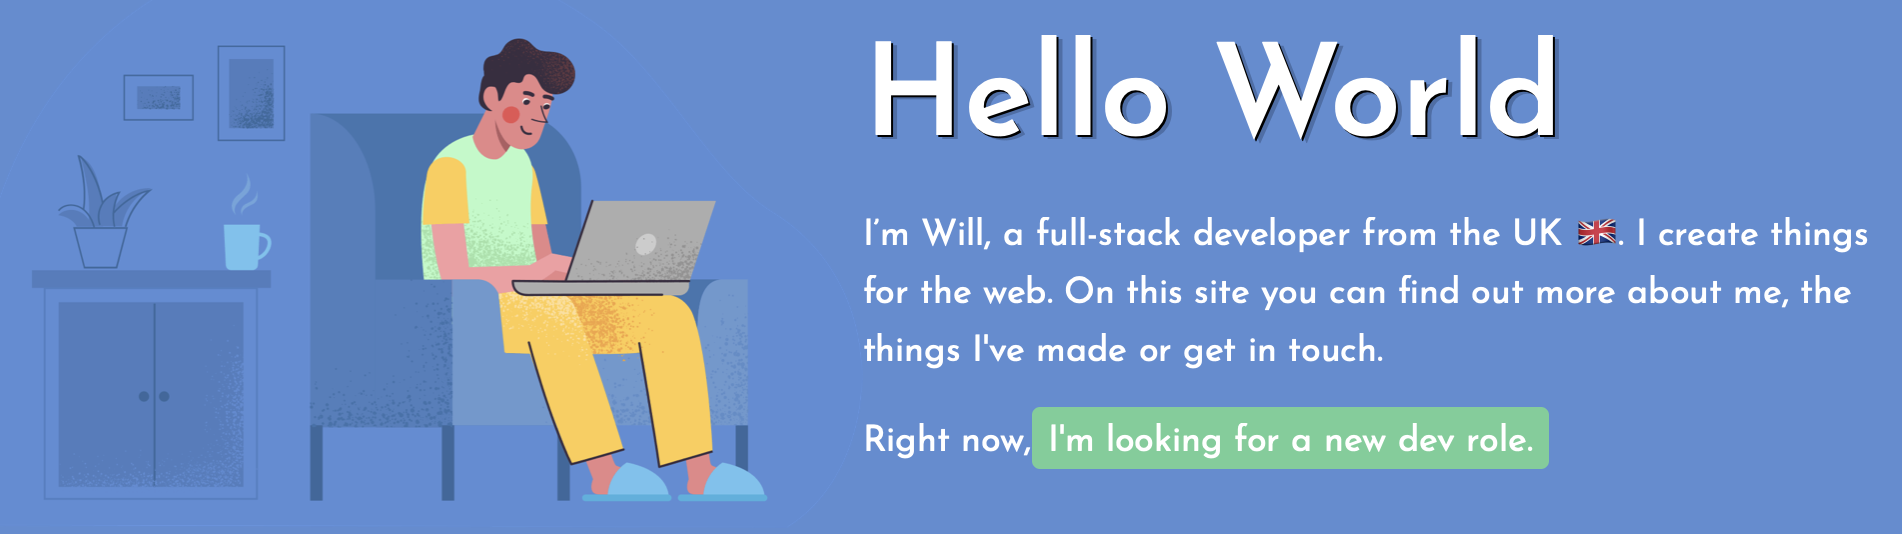 Hello World
I’m Will, a full-stack developer from the UK 🇬🇧. I create things
for the web. On this site you can find out more about me, the
things I've made or get in touch.
Right now, I'm looking for a new dev role.